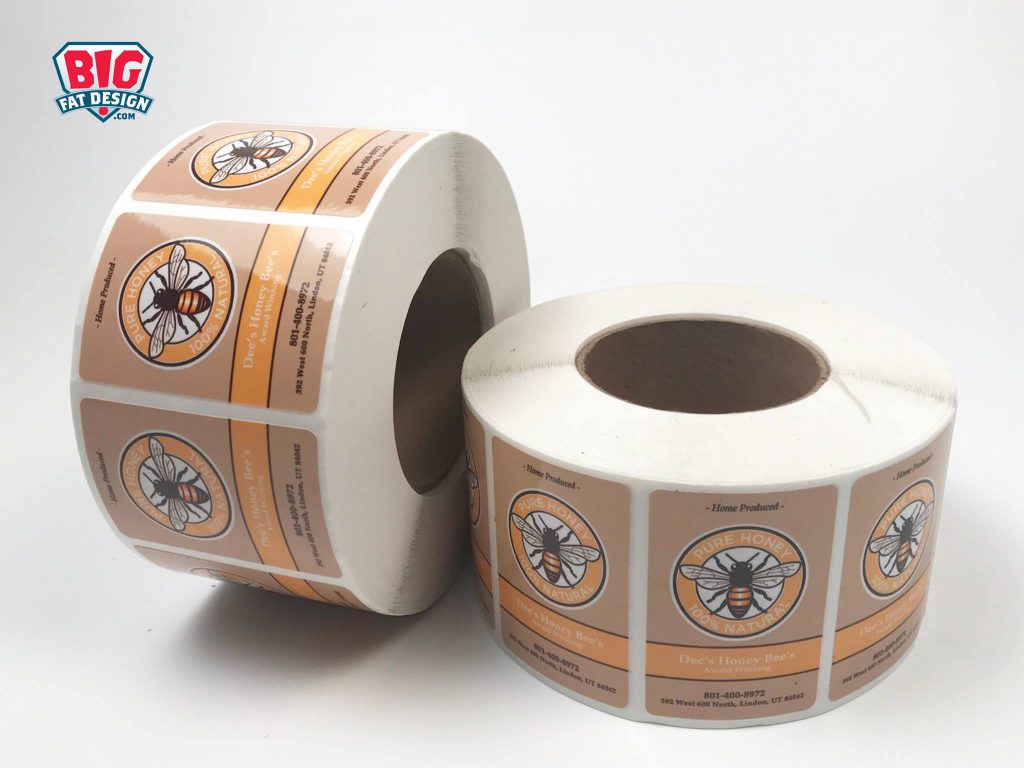 BIG
FAT DESIGN
.COM
- Home Produced -
PURE HONEY
100% NATURAL
Dee's Honey Bee's
801-400-8972
392 West 600 North, Lindon, UT 84042
- Home Produced -
PURE HONEY
100% NATURAL
Dee's Honey Bee's
Award Winning
801-400-8972
392 West 600 North, Lindon, UT 84042
- Home Produced -
PURE HONEY
100% NATURAL
Dee's Honey Bee's
Award Winning
801-400-8972
392 West 600 North, Lindon, UT 84042
- Home Produced -
PURE HONEY
100% NATURAL
Dee's Honey Bee's
Award Winning
801-400-8972
392 West 600 North, Lindon, UT 84042
- Home Produced -
PURE HONEY
100% NATURAL
Dee's Honey Bee's
Award Winning
801-400-8972
392 West 600 North, Lindon, UT 84042
- Home Produced -
PURE HONEY
100% NATURAL
Dee's Honey Bee's
Award Winning
801-400-8972
392 West 600 North, Lindon, UT 84042